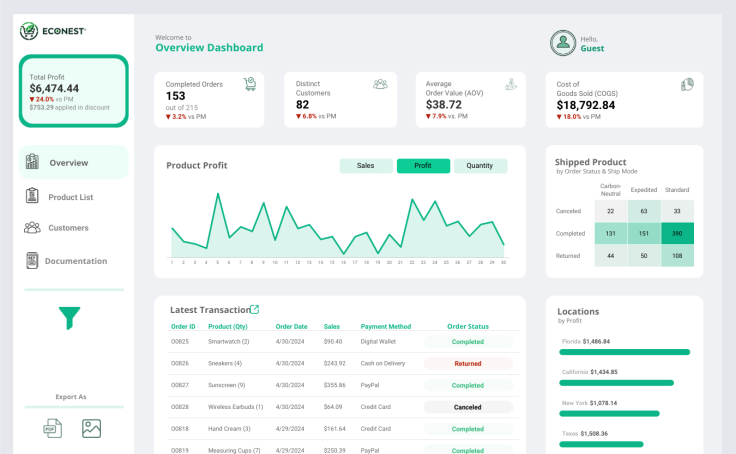 ECONEST
Total Profit
$6,474.44
▼ 24.0% vs PM
$753.29 applied in discount
Overview
Product List
Customers
Documentation
Export As
PDF
Welcome to
Overview Dashboard
Hello,
Guest
Completed Orders
153
out of 215
▼ 3.2% vs PM
Distinct
Customers
82
▼ 6.8% vs PM
Average
Order Value (AOV)
$38.72
▼ 7.9% vs. PM
Cost of
Goods Sold (COGS)
$18,792.84
▼ 18.0% vs PM
Product Profit
Sales Profit Quantity
1 2 3 4 5 6 7 8 9 10 11 12 13 14 15 16 17 18 19 20 21 22 23 24 25 26 27 28 29 30
Shipped Product
by Order Status & Ship Mode
Carbon-
Neutral Expedited Standard
Canceled 22 63 33
Completed 131 151 390
Returned 44 50 108
Latest Transaction
Order ID Product (Qty) Order Date Sales Payment Method Order Status
O0825 Smartwatch (2) 4/30/2024 $90.40 Digital Wallet Completed
O0826 Sneakers (4) 4/30/2024 $243.92 Cash on Delivery Returned
O0827 Sunscreen (9) 4/30/2024 $355.86 PayPal Completed
O0828 Wireless Earbuds (1) 4/30/2024 $64.09 Credit Card Canceled
O0818 Hand Cream (3) 4/29/2024 $161.64 Credit Card Completed
O0819 Measuring Cups (7) 4/29/2024 $250.39 PayPal Completed
Locations
by Profit
Florida $1,486.84
California $1,434.85
New York $1,078.14
Texas $1,508.36